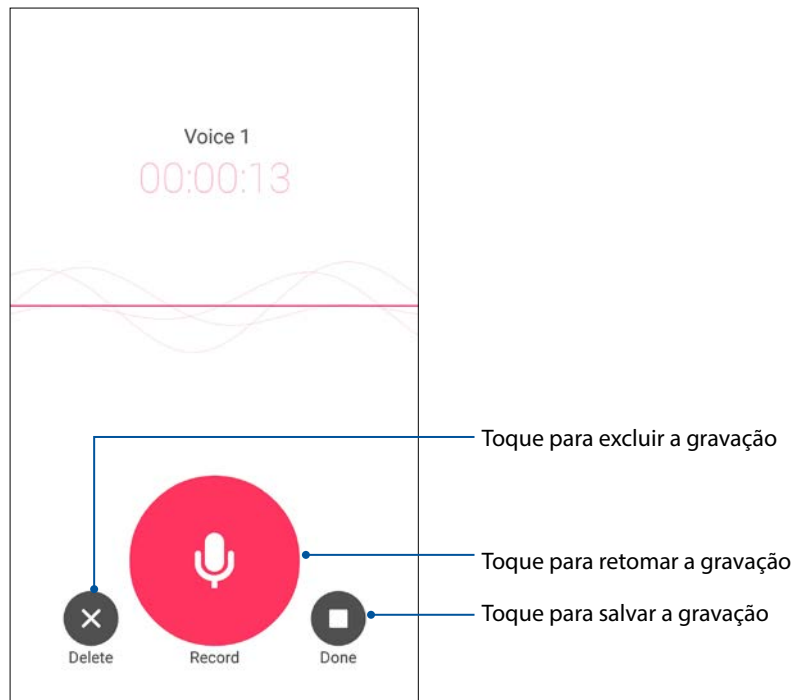 Voice 1
00:00:13
Toque para excluir a gravação
Toque para retomar a gravação
Toque para salvar a gravação
Delete
Record
Done